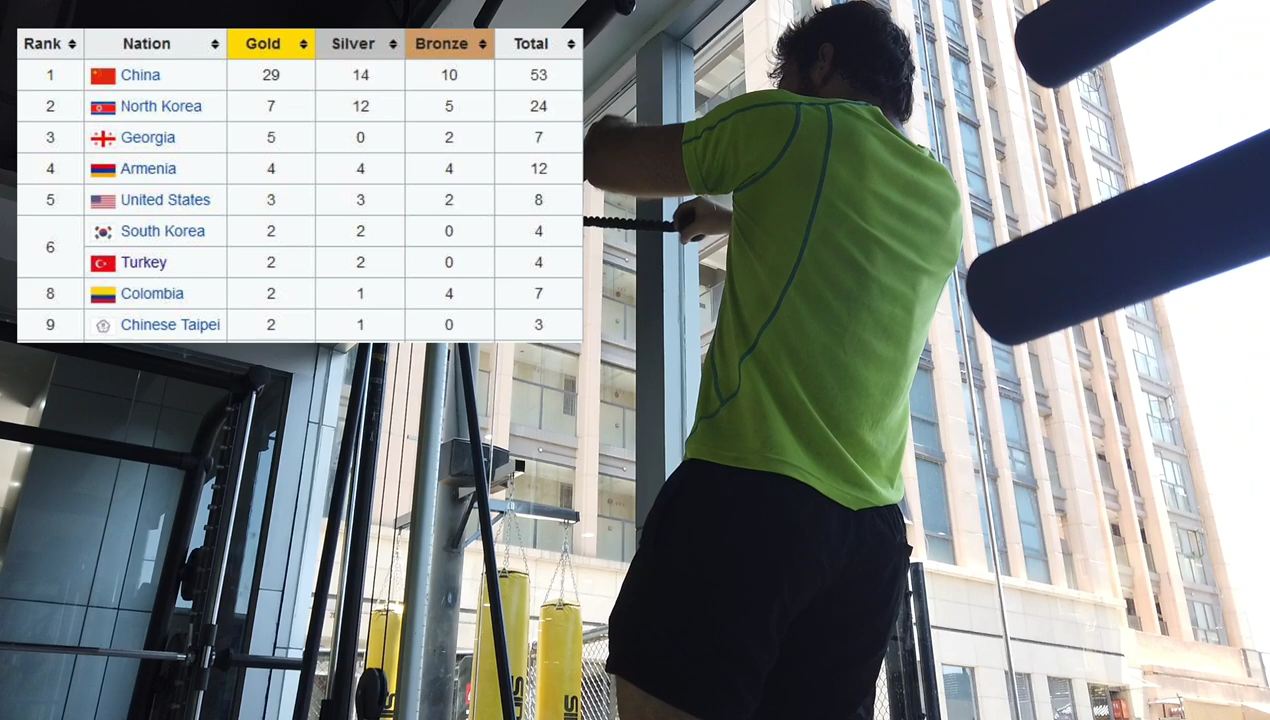 Rank Nation Gold Silver Bronze Total
1 China 29 14 10 53
2 North Korea 7 12 5 24
3 Georgia 5 0 2 7
4 Armenia 4 4 4 12
5 United States 3 3 2 8
6 South Korea 2 2 0 4
Turkey 2 2 0 4
8 Colombia 2 1 4 7
9 Chinese Taipei 2 1 0 3